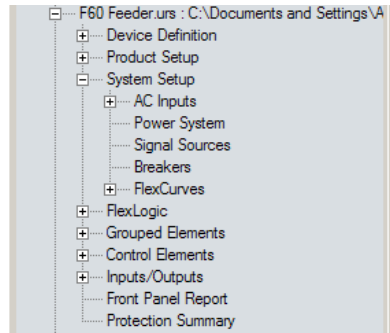 F60 Feeder.urs : C:\Documents and Settings\A
Device Definition
Product Setup
System Setup
AC Inputs
Power System
Signal Sources
Breakers
FlexCurves
FlexLogic
Grouped Elements
Control Elements
Inputs/Outputs
Front Panel Report
Protection Summary